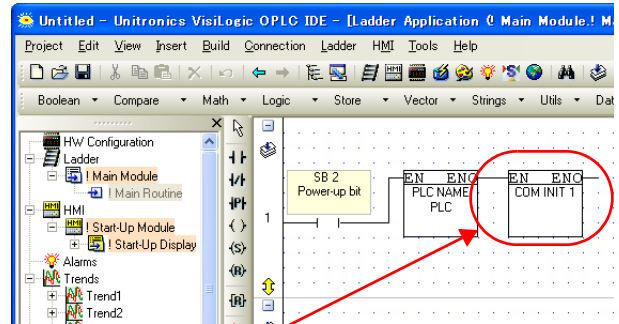 Untitled - Unitronics VisiLogic OPLC IDE - [Ladder Application (! Main Module.! Ma
Project Edit View Insert Build Connection Ladder HMI Tools Help
Boolean Compare Math Logic Store Vector Strings Utils Dat
HW Configuration
Ladder
! Main Module
! Main Routine
HMI
! Start-Up Module
! Start-Up Display
Alarms
Trends
Trend1
Trend2
SB 2
Power-up bit
EN ENO
PLC NAME
PLC
EN ENO
COM INIT 1
1